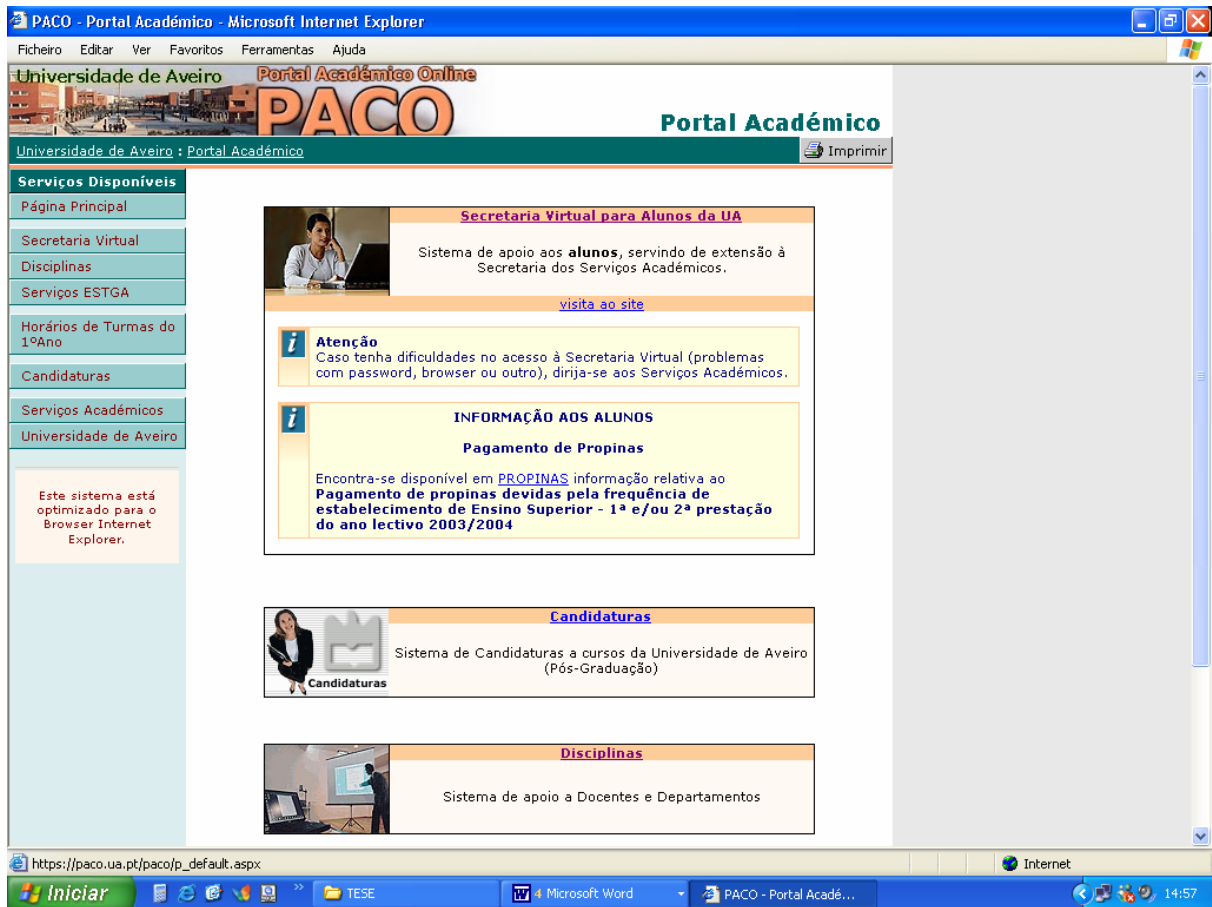 PACO - Portal Académico - Microsoft Internet Explorer
Ficheiro Editar Ver Favoritos Ferramentas Ajuda
Universidade de Aveiro
Portal Académico Online
PACO
Portal Académico
Universidade de Aveiro : Portal Académico
Imprimir
Serviços Disponíveis
Página Principal
Secretaria Virtual
Disciplinas
Serviços ESTGA
Horários de Turmas do
1ºAno
Candidaturas
Serviços Académicos
Universidade de Aveiro
Este sistema está
optimizado para o
Browser Internet
Explorer.
Secretaria Virtual para Alunos da UA
Sistema de apoio aos alunos, servindo de extensão à
Secretaria dos Serviços Académicos.
visita ao site
i
Atenção
Caso tenha dificuldades no acesso à Secretaria Virtual (problemas
com password, browser ou outro), dirija-se aos Serviços Académicos.
i
INFORMAÇÃO AOS ALUNOS
Pagamento de Propinas
Encontra-se disponível em PROPINAS informação relativa ao
Pagamento de propinas devidas pela frequência de
estabelecimento de Ensino Superior - 1ª e/ou 2ª prestação
do ano lectivo 2003/2004
Candidaturas
Candidaturas
Sistema de Candidaturas a cursos da Universidade de Aveiro
(Pós-Graduação)
Disciplinas
Sistema de apoio a Docentes e Departamentos
https://paco.ua.pt/paco/p_default.aspx
Internet
Iniciar
»
TESE
4 Microsoft Word
PACO - Portal Acadé...
14:57